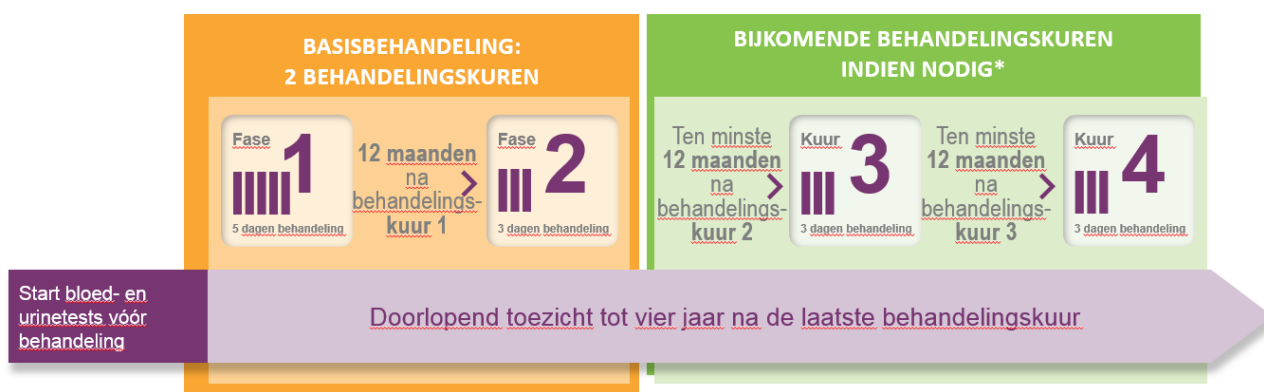 BASISBEHANDELING:
2 BEHANDELINGSKUREN
Fase
1
5 dagen behandeling
12 maanden
na
behandelings-
kuur 1
Fase
2
3 dagen behandeling
BIJKOMENDE BEHANDELINGSKUREN
INDIEN NODIG*
Ten minste
12 maanden
na
behandelings-
kuur 2
Kuur
3
3 dagen behandeling
Ten minste
12 maanden
na
behandelings-
kuur 3
Kuur
4
3 dagen behandeling
Start bloed- en
urinetests vóór
behandeling
Doorlopend toezicht tot vier jaar na de laatste behandelingskuur